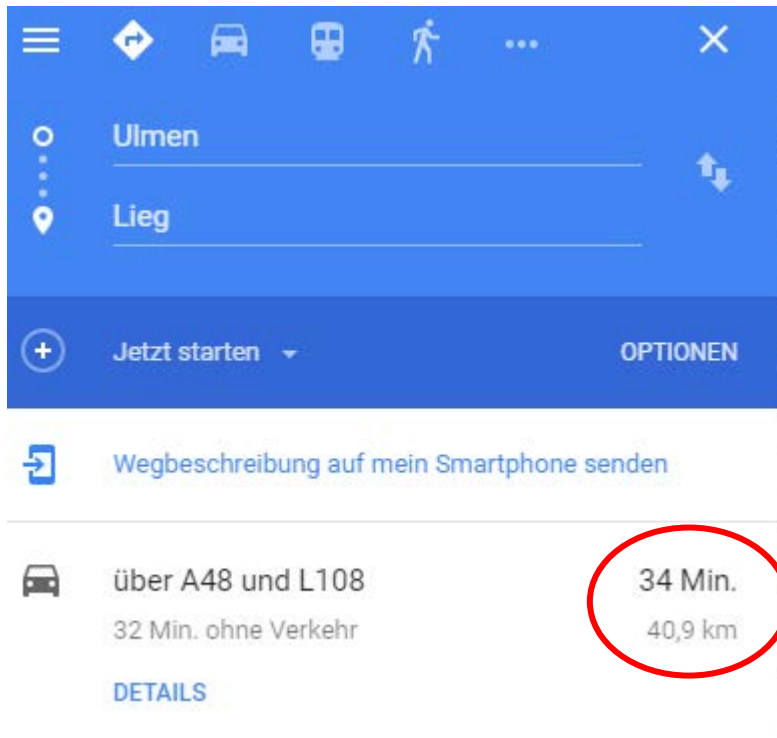 Ulmen
Lieg
Jetzt starten OPTIONEN
Wegbeschreibung auf mein Smartphone senden
über A48 und L108 34 Min.
32 Min. ohne Verkehr 40,9 km
DETAILS